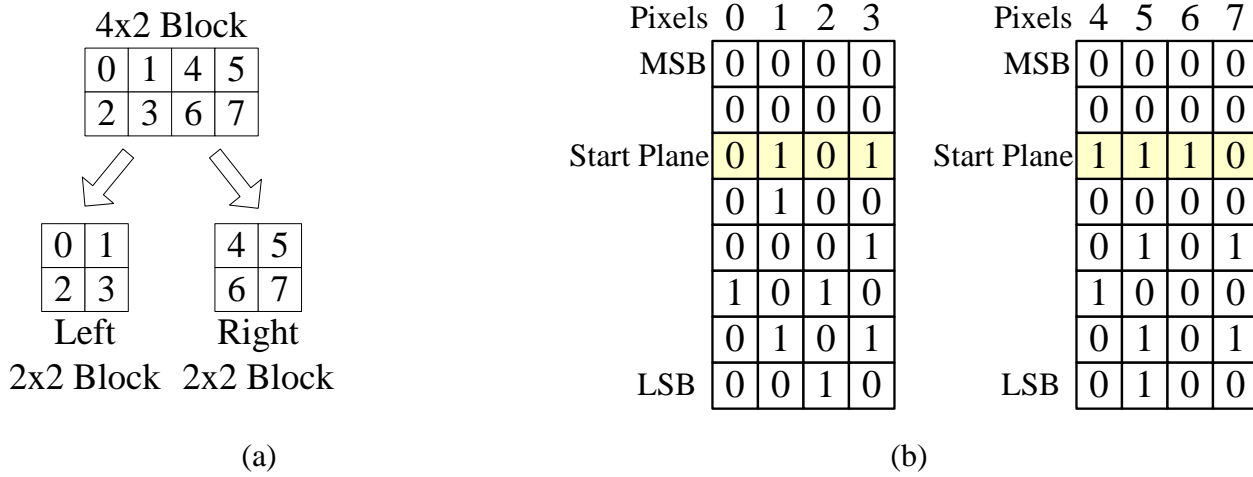 4x2 Block
0 1 4 5
2 3 6 7
0 1
2 3
Left
2x2 Block
4 5
6 7
Right
2x2 Block
(a)
Pixels 0 1 2 3
MSB 0 0 0 0
0 0 0 0
Start Plane 0 1 0 1
0 1 0 0
0 0 0 1
1 0 1 0
0 1 0 1
LSB 0 0 1 0
Pixels 4 5 6 7
MSB 0 0 0 0
0 0 0 0
Start Plane 1 1 1 0
0 0 0 0
0 1 0 1
1 0 0 0
0 1 0 1
LSB 0 1 0 0
(b)